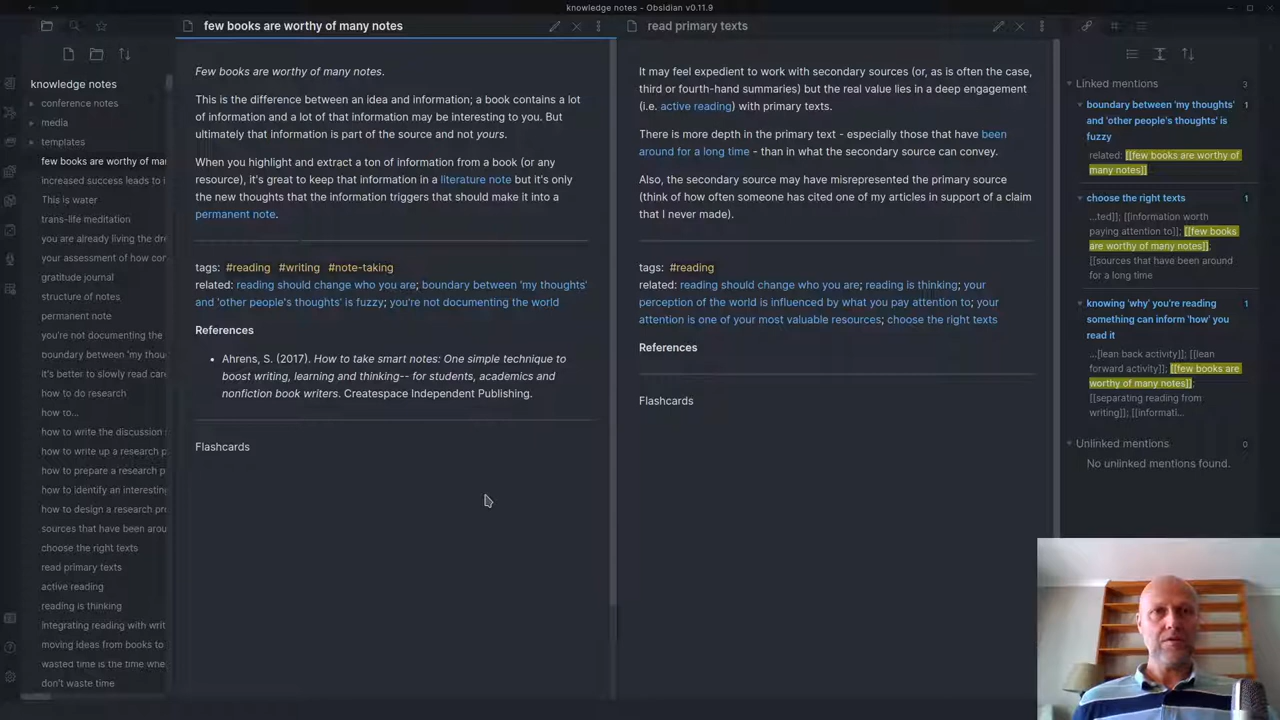 knowledge notes - Obsidian v0.11.9
few books are worthy of many notes
read primary texts
knowledge notes
conference notes
media
templates
few books are worthy of mar
increased success leads to i
This is water
trans-life meditation
you are already living the dre
your assessment of how cor
gratitude journal
structure of notes
permanent note
you're not documenting the
boundary between 'my thou
it's better to slowly read care
how to do research
how to...
how to write the discussion s
how to write up a research p
how to prepare a research p
how to identify an interesting
how to design a research pro
sources that have been arou
choose the right texts
read primary texts
active reading
reading is thinking
integrating reading with writ
moving ideas from books to
wasted time is the time whe
don't waste time
Few books are worthy of many notes.
This is the difference between an idea and information; a book contains a lot
of information and a lot of that information may be interesting to you. But
ultimately that information is part of the source and not yours.
When you highlight and extract a ton of information from a book (or any
resource), it's great to keep that information in a literature note but it's only
the new thoughts that the information triggers that should make it into a
permanent note.
tags: #reading #writing #note-taking
related: reading should change who you are; boundary between 'my thoughts'
and 'other people's thoughts' is fuzzy; you're not documenting the world
References
• Ahrens, S. (2017). How to take smart notes: One simple technique to
boost writing, learning and thinking-- for students, academics and
nonfiction book writers. Createspace Independent Publishing.
Flashcards
It may feel expedient to work with secondary sources (or, as is often the case,
third or fourth-hand summaries) but the real value lies in a deep engagement
(i.e. active reading) with primary texts.
There is more depth in the primary text - especially those that have been
around for a long time - than in what the secondary source can convey.
Also, the secondary source may have misrepresented the primary source
(think of how often someone has cited one of my articles in support of a claim
that I never made).
tags: #reading
related: reading should change who you are; reading is thinking; your
perception of the world is influenced by what you pay attention to; your
attention is one of your most valuable resources; choose the right texts
References
Flashcards
Linked mentions 3
boundary between 'my thoughts' 1
and 'other people's thoughts' is
fuzzy
related: [[few books are worthy of
many notes]]
choose the right texts 1
...ted]]; [[information worth
paying attention to]]; [[few books
are worthy of many notes]];
[[sources that have been around
for a long time
knowing 'why' you're reading 1
something can inform 'how' you
read it
...[lean back activity]]; [[lean
forward activity]]; [[few books are
worthy of many notes]];
[[separating reading from
writing]]; [[informati...
Unlinked mentions 0
No unlinked mentions found.